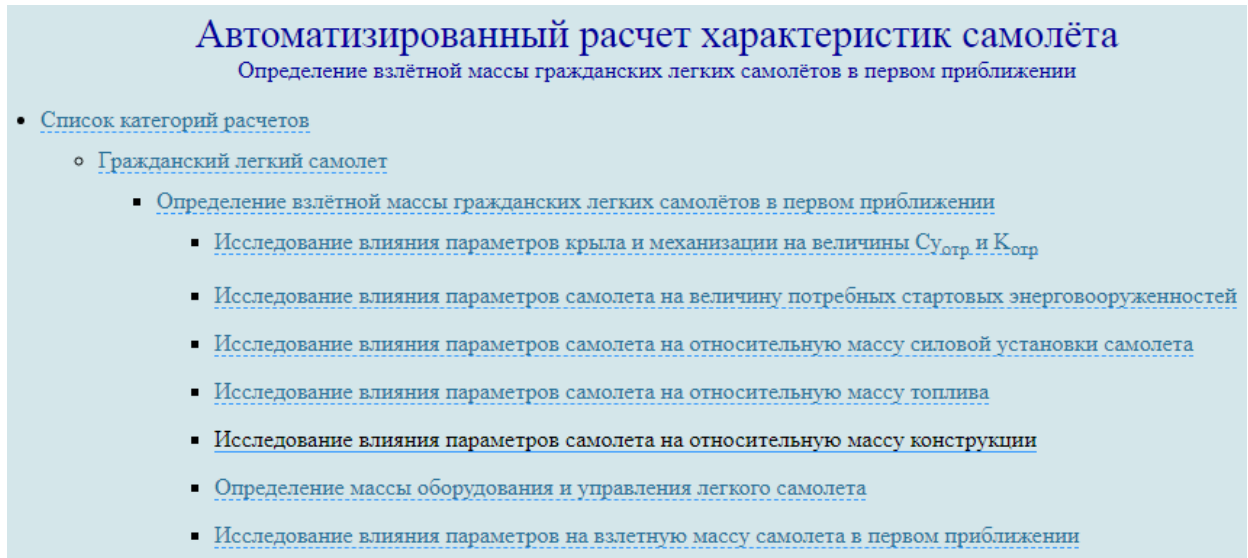 Автоматизированный расчет характеристик самолёта
Определение взлётной массы гражданских легких самолётов в первом приближении
Список категорий расчетов
Гражданский легкий самолет
Определение взлётной массы гражданских легких самолётов в первом приближении
Исследование влияния параметров крыла и механизации на величины Cyотр и Kотр
Исследование влияния параметров самолета на величину потребных стартовых энерговооруженностей
Исследование влияния параметров самолета на относительную массу силовой установки самолета
Исследование влияния параметров самолета на относительную массу топлива
Исследование влияния параметров самолета на относительную массу конструкции
Определение массы оборудования и управления легкого самолета
Исследование влияния параметров на взлетную массу самолета в первом приближении